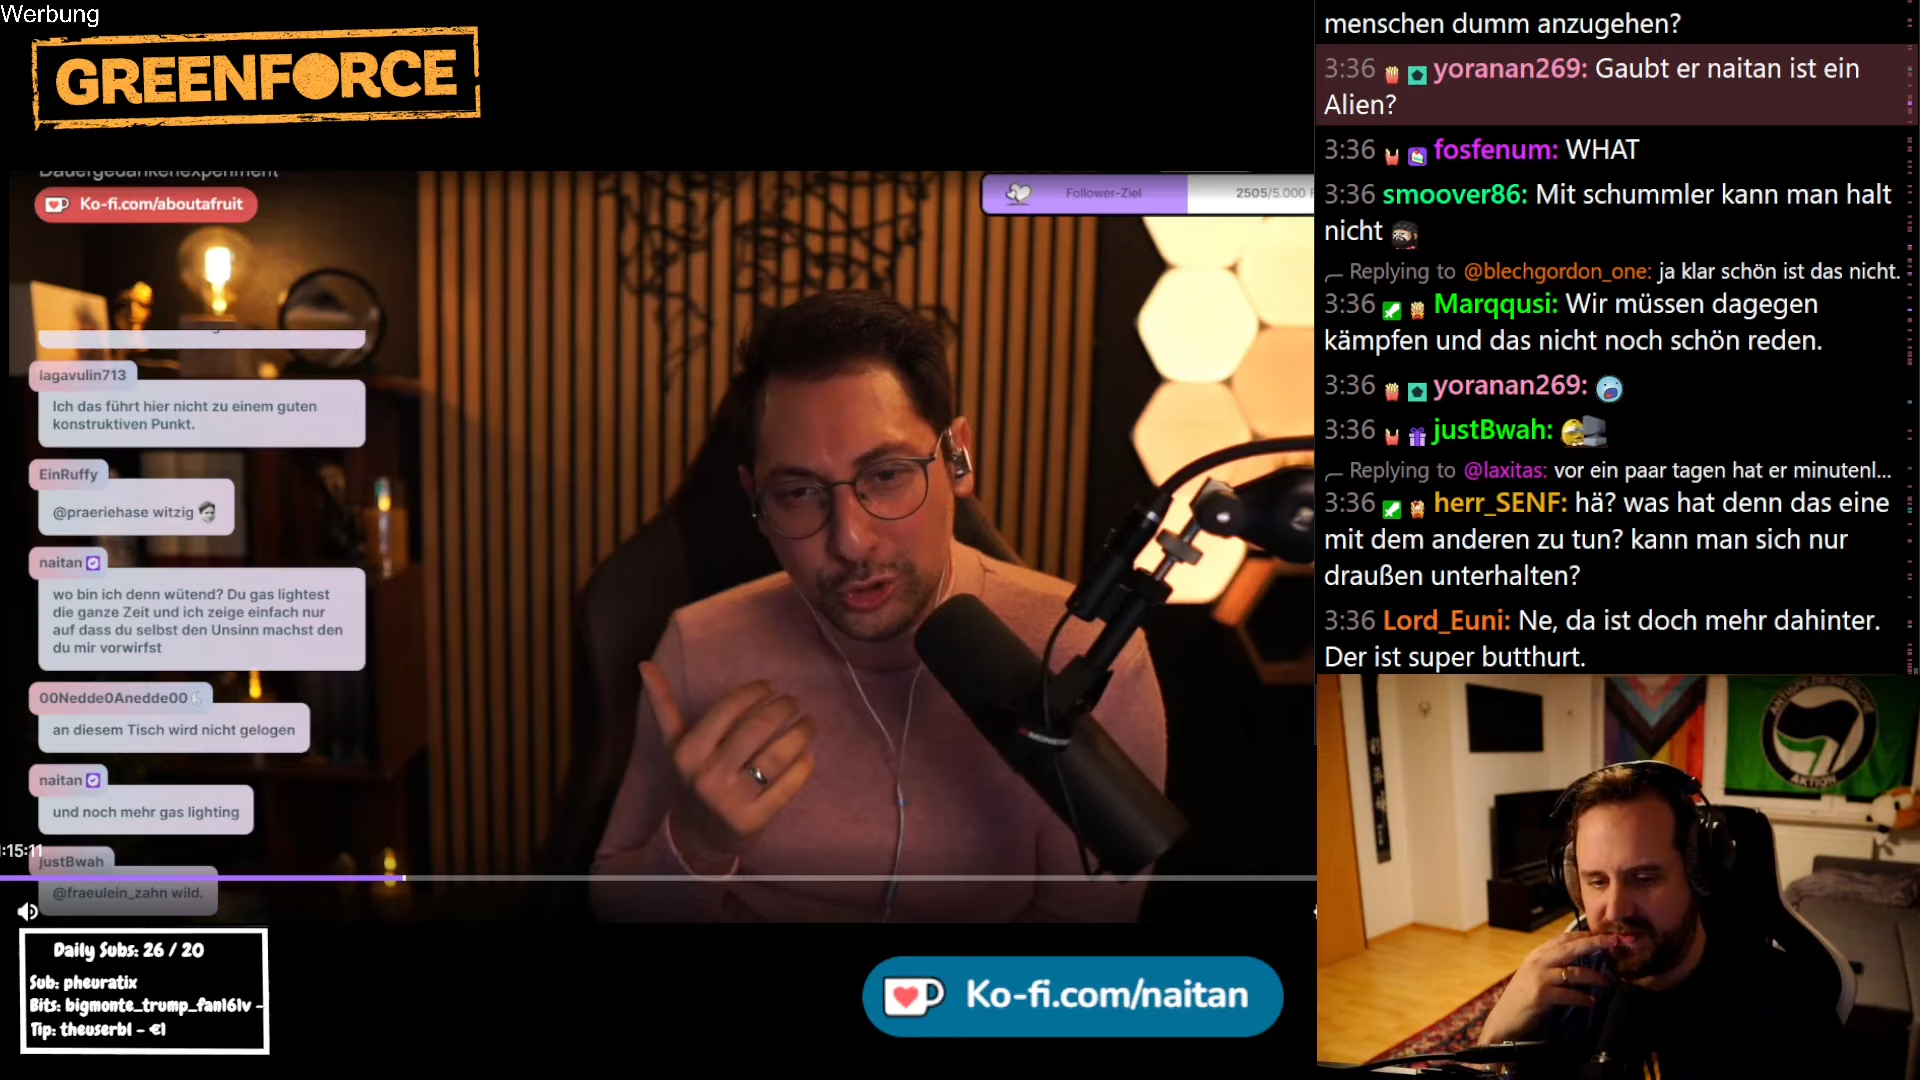 Werbung
GREENFORCE
Dauergedankenexperiment
Ko-fi.com/aboutafruit
Follower-Ziel
2505/5.000
lagavulin713
Ich das führt hier nicht zu einem guten
konstruktiven Punkt.
EinRuffy
@praeriehase witzig
naitan
wo bin ich denn wütend? Du gas lightest
die ganze Zeit und ich zeige einfach nur
auf dass du selbst den Unsinn machst den
du mir vorwirfst
00Nedde0Anedde00
an diesem Tisch wird nicht gelogen
naitan
und noch mehr gas lighting
:15:11
justBwah
@fraeulein_zahn wild.
Daily Subs: 26 / 20
Sub: pheuratix
Bits: bigmonte_trump_fan161v -
Tip: theuserbl - €1
Ko-fi.com/naitan
menschen dumm anzugehen?
3:36 yoranan269: Gaubt er naitan ist ein
Alien?
3:36 fosfenum: WHAT
3:36 smoover86: Mit schummler kann man halt
nicht
Replying to @blechgordon_one: ja klar schön ist das nicht.
3:36 Marqqusi: Wir müssen dagegen
kämpfen und das nicht noch schön reden.
3:36 yoranan269:
3:36 justBwah:
Replying to @laxitas: vor ein paar tagen hat er minutenl...
3:36 herr_SENF: hä? was hat denn das eine
mit dem anderen zu tun? kann man sich nur
draußen unterhalten?
3:36 Lord_Euni: Ne, da ist doch mehr dahinter.
Der ist super butthurt.
AKTION